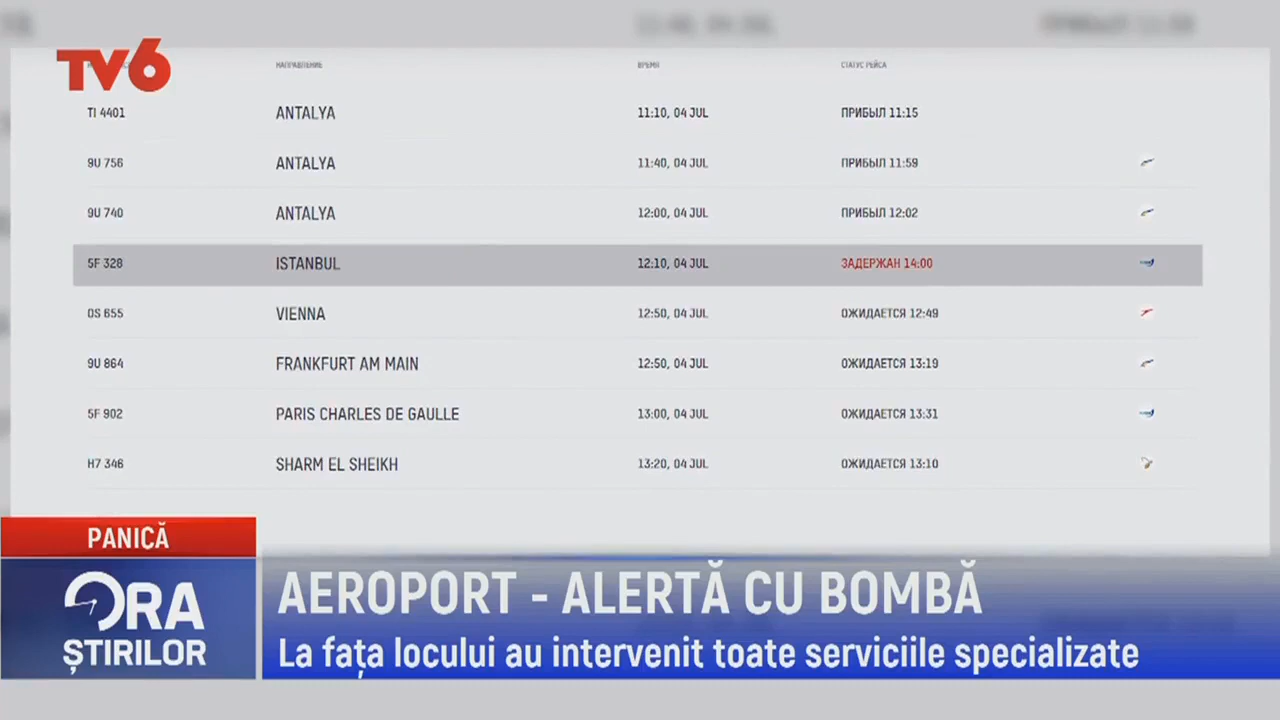 TV6
НАПРАВЛЕНИЕ ВРЕМЯ СТАТУС РЕЙСА
TI 4401 ANTALYA 11:10, 04 JUL ПРИБЫЛ 11:15
9U 756 ANTALYA 11:40, 04 JUL ПРИБЫЛ 11:59
9U 740 ANTALYA 12:00, 04 JUL ПРИБЫЛ 12:02
5F 328 ISTANBUL 12:10, 04 JUL ЗАДЕРЖАН 14:00
OS 655 VIENNA 12:50, 04 JUL ОЖИДАЕТСЯ 12:49
9U 864 FRANKFURT AM MAIN 12:50, 04 JUL ОЖИДАЕТСЯ 13:19
5F 902 PARIS CHARLES DE GAULLE 13:00, 04 JUL ОЖИДАЕТСЯ 13:31
H7 346 SHARM EL SHEIKH 13:20, 04 JUL ОЖИДАЕТСЯ 13:10
PANICĂ
ORA
ȘTIRILOR
AEROPORT - ALERTĂ CU BOMBĂ
La fața locului au intervenit toate serviciile specializate